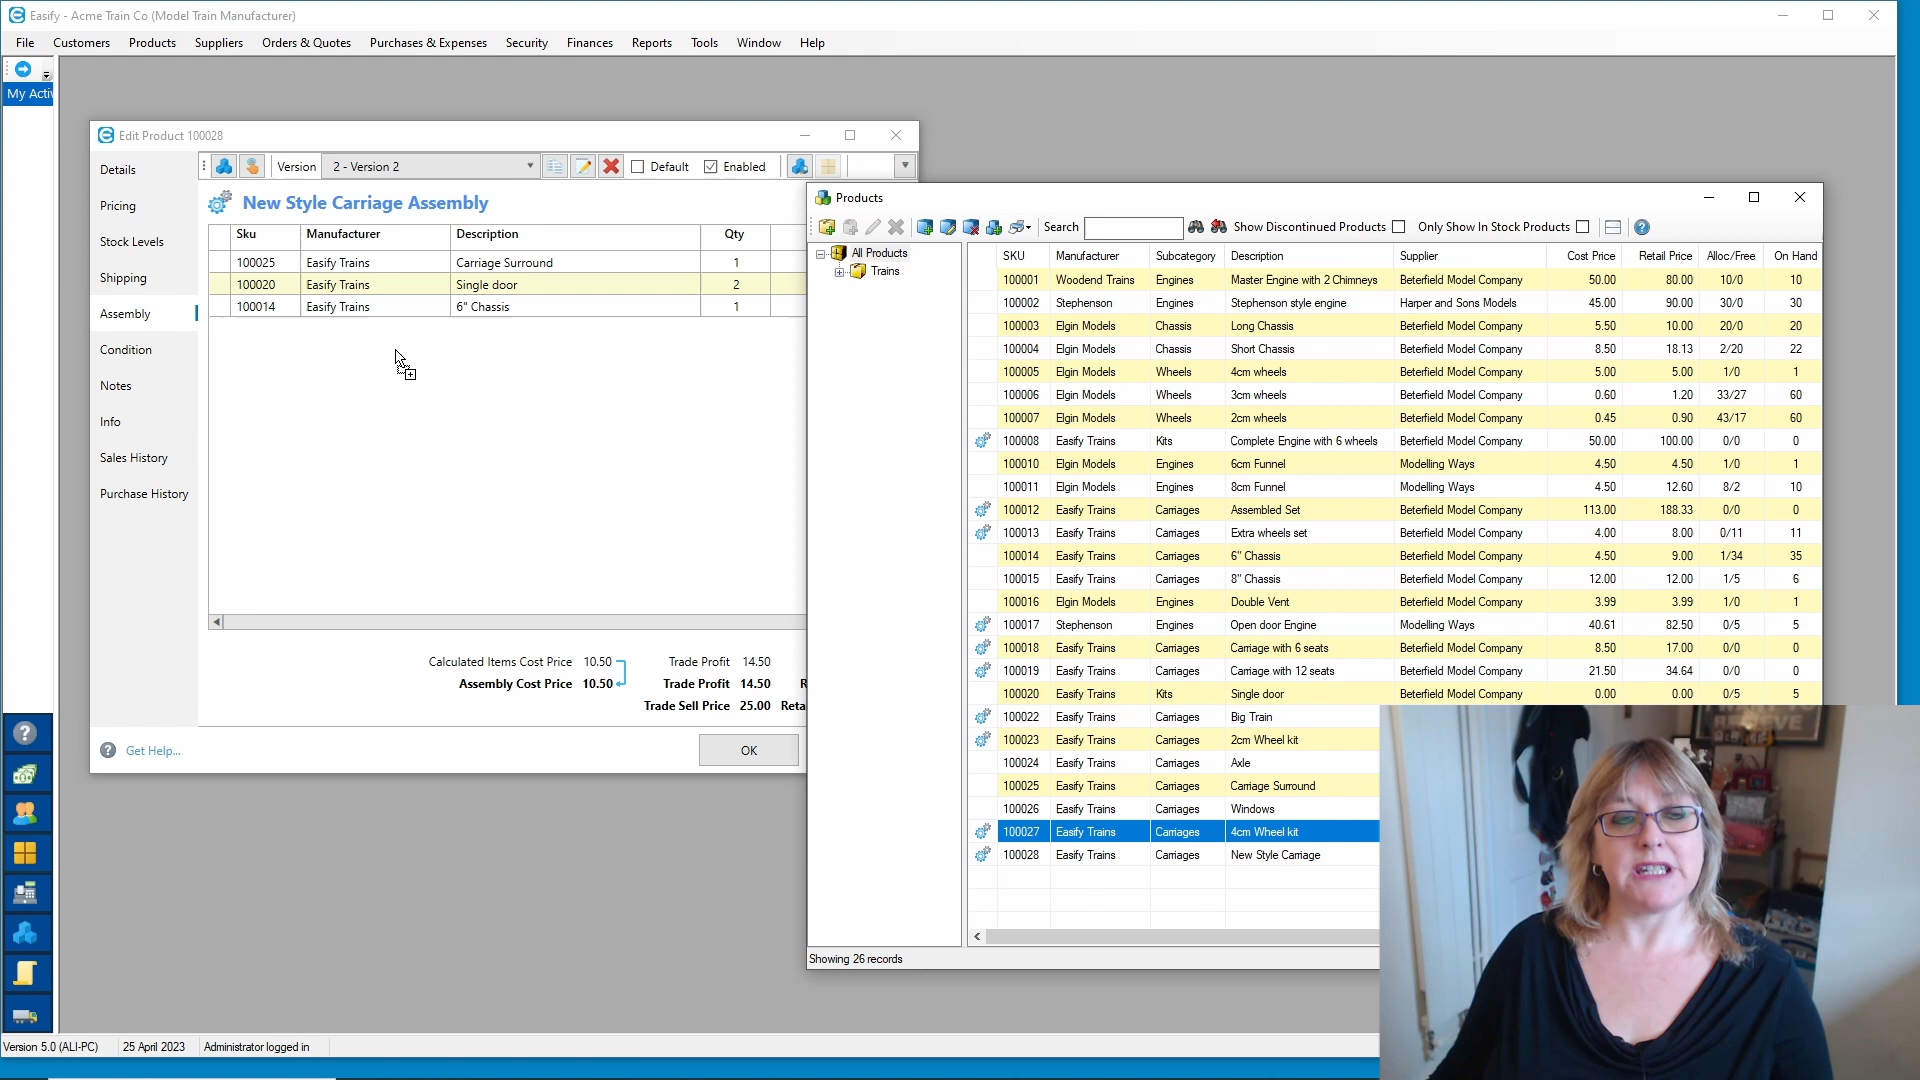 Easify - Acme Train Co (Model Train Manufacturer)
File Customers Products Suppliers Orders & Quotes Purchases & Expenses Security Finances Reports Tools Window Help
My Activ
Edit Product 100028
Details
Pricing
Stock Levels
Shipping
Assembly
Condition
Notes
Info
Sales History
Purchase History
Version 2 - Version 2 Default Enabled
New Style Carriage Assembly
Sku Manufacturer Description Qty
100025 Easify Trains Carriage Surround 1
100020 Easify Trains Single door 2
100014 Easify Trains 6" Chassis 1
Calculated Items Cost Price 10.50 Trade Profit 14.50
Assembly Cost Price 10.50 Trade Profit 14.50 R
Trade Sell Price 25.00 Reta
Get Help...
OK
Products
Search Show Discontinued Products Only Show In Stock Products
All Products
Trains
SKU Manufacturer Subcategory Description Supplier Cost Price Retail Price Alloc/Free On Hand
100001 Woodend Trains Engines Master Engine with 2 Chimneys Beterfield Model Company 50.00 80.00 10/0 10
100002 Stephenson Engines Stephenson style engine Harper and Sons Models 45.00 90.00 30/0 30
100003 Elgin Models Chassis Long Chassis Beterfield Model Company 5.50 10.00 20/0 20
100004 Elgin Models Chassis Short Chassis Beterfield Model Company 8.50 18.13 2/20 22
100005 Elgin Models Wheels 4cm wheels Beterfield Model Company 5.00 5.00 1/0 1
100006 Elgin Models Wheels 3cm wheels Beterfield Model Company 0.60 1.20 33/27 60
100007 Elgin Models Wheels 2cm wheels Beterfield Model Company 0.45 0.90 43/17 60
100008 Easify Trains Kits Complete Engine with 6 wheels Beterfield Model Company 50.00 100.00 0/0 0
100010 Elgin Models Engines 6cm Funnel Modelling Ways 4.50 4.50 1/0 1
100011 Elgin Models Engines 8cm Funnel Modelling Ways 4.50 12.60 8/2 10
100012 Easify Trains Carriages Assembled Set Beterfield Model Company 113.00 188.33 0/0 0
100013 Easify Trains Carriages Extra wheels set Beterfield Model Company 4.00 8.00 0/11 11
100014 Easify Trains Carriages 6" Chassis Beterfield Model Company 4.50 9.00 1/34 35
100015 Easify Trains Carriages 8" Chassis Beterfield Model Company 12.00 12.00 1/5 6
100016 Elgin Models Engines Double Vent Beterfield Model Company 3.99 3.99 1/0 1
100017 Stephenson Engines Open door Engine Modelling Ways 40.61 82.50 0/5 5
100018 Easify Trains Carriages Carriage with 6 seats Beterfield Model Company 8.50 17.00 0/0 0
100019 Easify Trains Carriages Carriage with 12 seats Beterfield Model Company 21.50 34.64 0/0 0
100020 Easify Trains Kits Single door Beterfield Model Company 0.00 0.00 0/5 5
100022 Easify Trains Carriages Big Train
100023 Easify Trains Carriages 2cm Wheel kit
100024 Easify Trains Carriages Axle
100025 Easify Trains Carriages Carriage Surround
100026 Easify Trains Carriages Windows
100027 Easify Trains Carriages 4cm Wheel kit
100028 Easify Trains Carriages New Style Carriage
Showing 26 records
Version 5.0 (ALI-PC) 25 April 2023 Administrator logged in